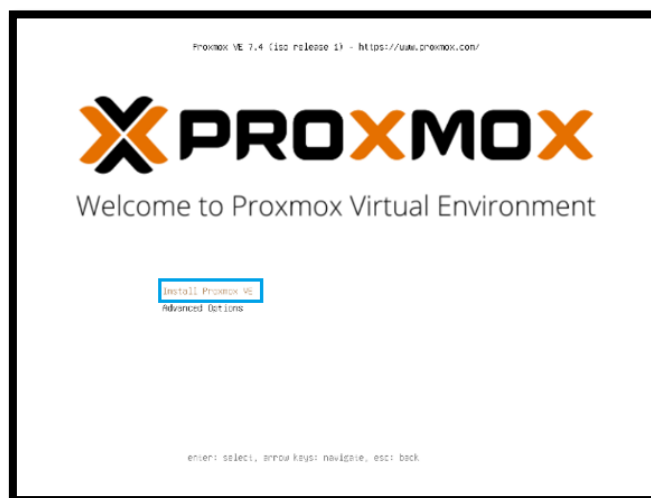 Proxmox VE 7.4 (iso release 1) - https://www.proxmox.com/
PROXMOX
Welcome to Proxmox Virtual Environment
Install Proxmox VE
Advanced Options
enter: select, arrow keys: navigate, esc: back